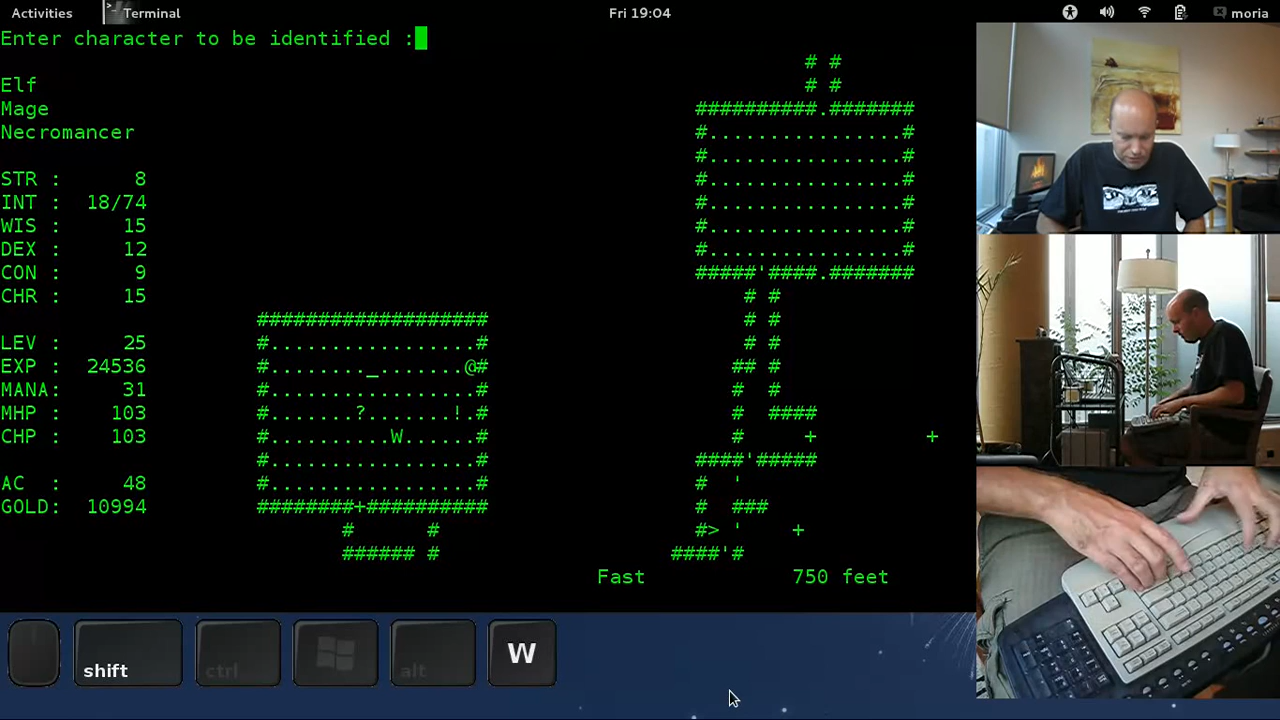 Activities Terminal Fri 19:04 moria
Enter character to be identified :
# #
Elf # #
Mage ##########.#######
Necromancer #................#
#................#
STR : 8 #................#
INT : 18/74 #................#
WIS : 15 #................#
DEX : 12 #................#
CON : 9 #####'####.#######
CHR : 15 # #
################### # #
LEV : 25 #.................# # #
EXP : 24536 #........_.......@# ## #
MANA: 31 #.................# # #
MHP : 103 #.......?.......!.# # ####
CHP : 103 #..........W......# # + +
#.................# ####'#####
AC : 48 #.................# # '
GOLD: 10994 ########+########## # ###
# # #> ' +
###### # ####'#
Fast 750 feet
shift ctrl alt W